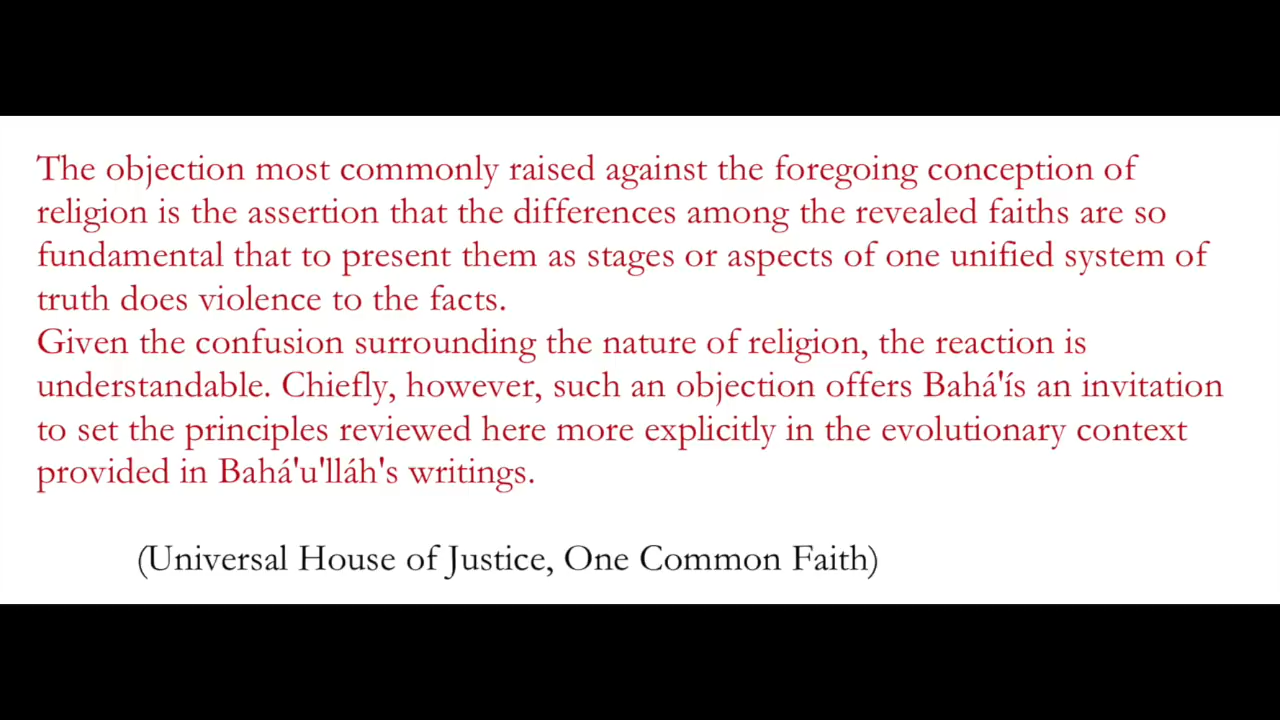 The objection most commonly raised against the foregoing conception of
religion is the assertion that the differences among the revealed faiths are so
fundamental that to present them as stages or aspects of one unified system of
truth does violence to the facts.
Given the confusion surrounding the nature of religion, the reaction is
understandable. Chiefly, however, such an objection offers Bahá'ís an invitation
to set the principles reviewed here more explicitly in the evolutionary context
provided in Bahá'u'lláh's writings.
(Universal House of Justice, One Common Faith)